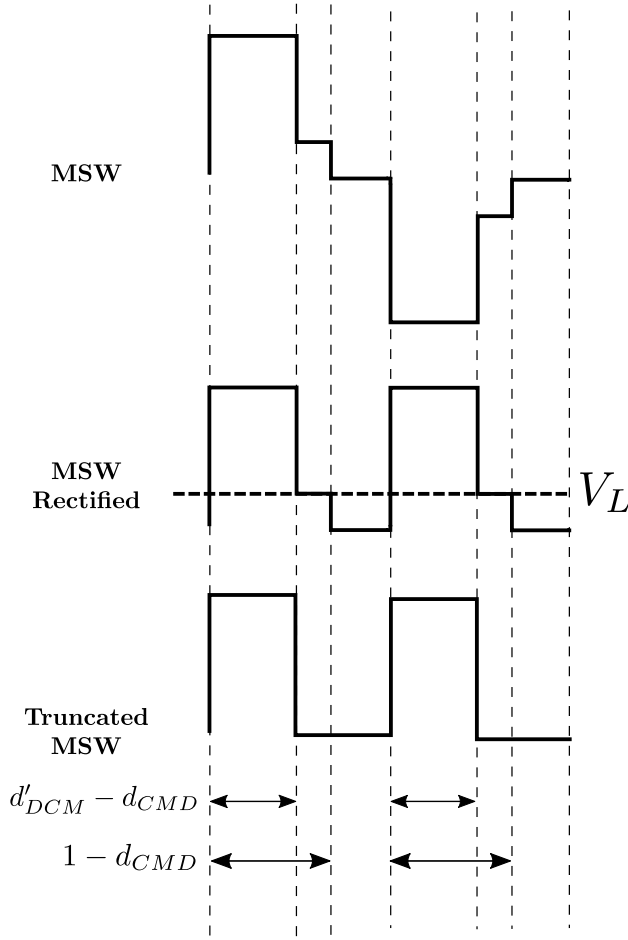 MSW
MSW
Rectified
V_L
Truncated
MSW
d'_{DCM} − d_{CMD}
1 − d_{CMD}